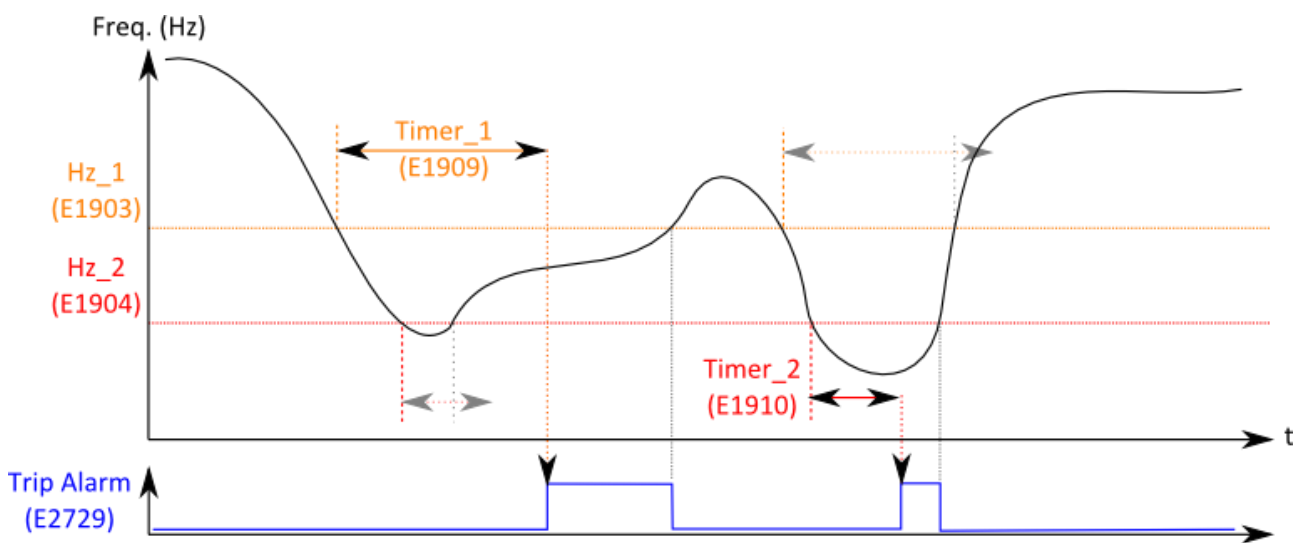 Freq. (Hz)
Timer_1
(E1909)
Hz_1
(E1903)
Hz_2
(E1904)
Timer_2
(E1910)
t
Trip Alarm
(E2729)